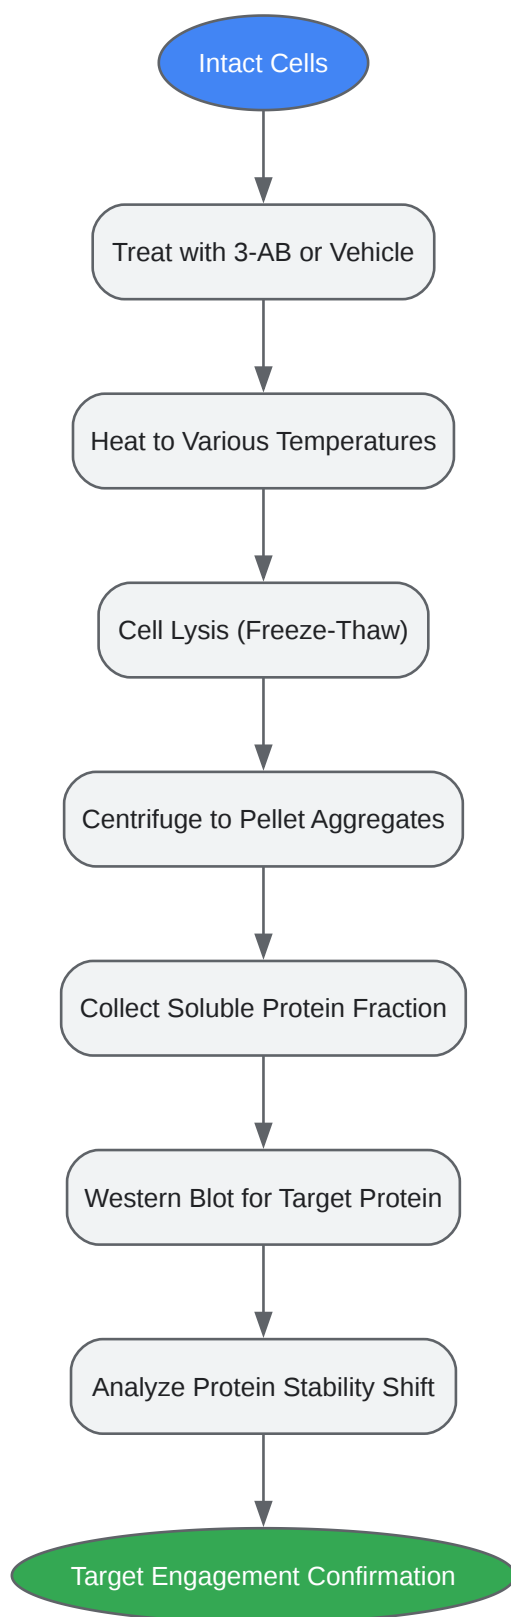 Intact Cells
Treat with 3-AB or Vehicle
Heat to Various Temperatures
Cell Lysis (Freeze-Thaw)
Centrifuge to Pellet Aggregates
Collect Soluble Protein Fraction
Western Blot for Target Protein
Analyze Protein Stability Shift
Target Engagement Confirmation